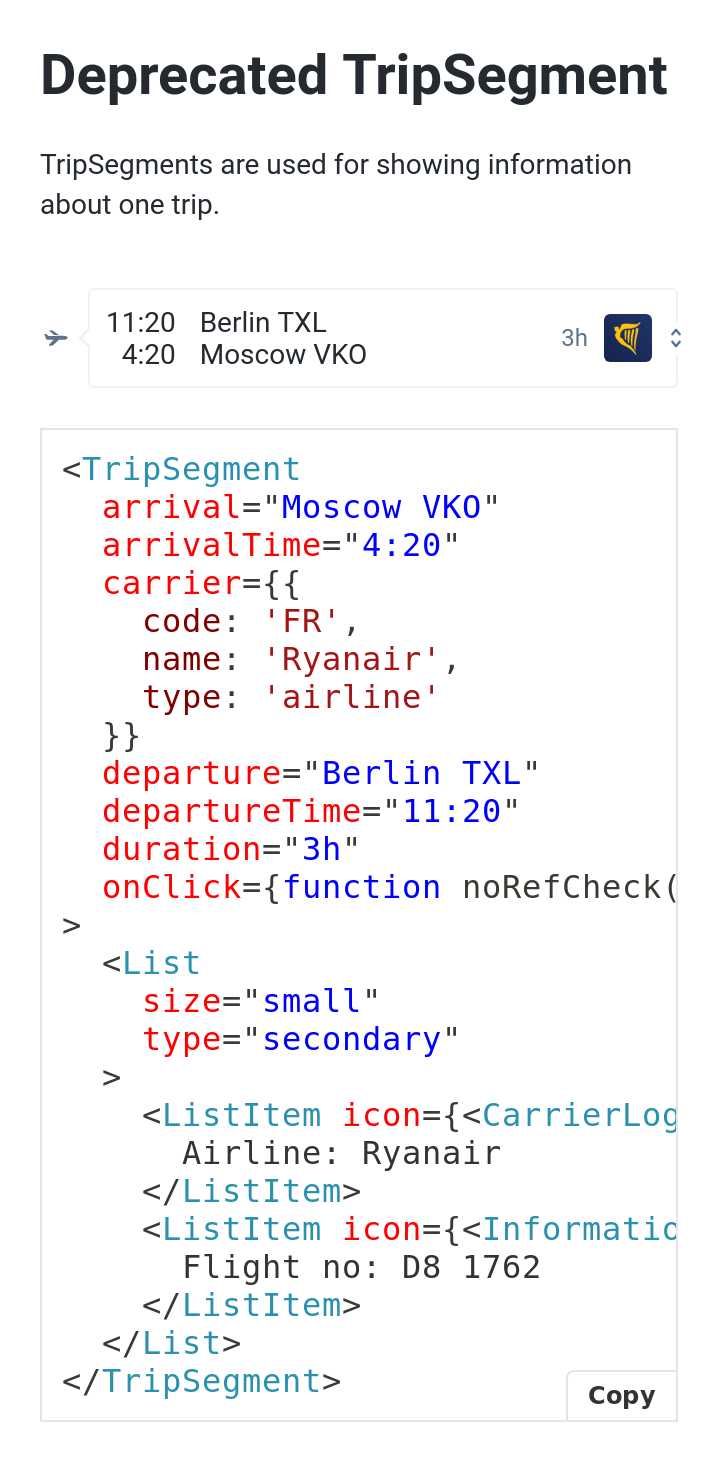 Deprecated TripSegment
TripSegments are used for showing information
about one trip.
11:20 Berlin TXL
4:20 Moscow VKO
3h
<TripSegment
  arrival="Moscow VKO"
  arrivalTime="4:20"
  carrier={{
    code: 'FR',
    name: 'Ryanair',
    type: 'airline'
  }}
  departure="Berlin TXL"
  departureTime="11:20"
  duration="3h"
  onClick={function noRefCheck(
>
  <List
    size="small"
    type="secondary"
  >
    <ListItem icon={<CarrierLog
      Airline: Ryanair
    </ListItem>
    <ListItem icon={<Informatio
      Flight no: D8 1762
    </ListItem>
  </List>
</TripSegment>
Copy